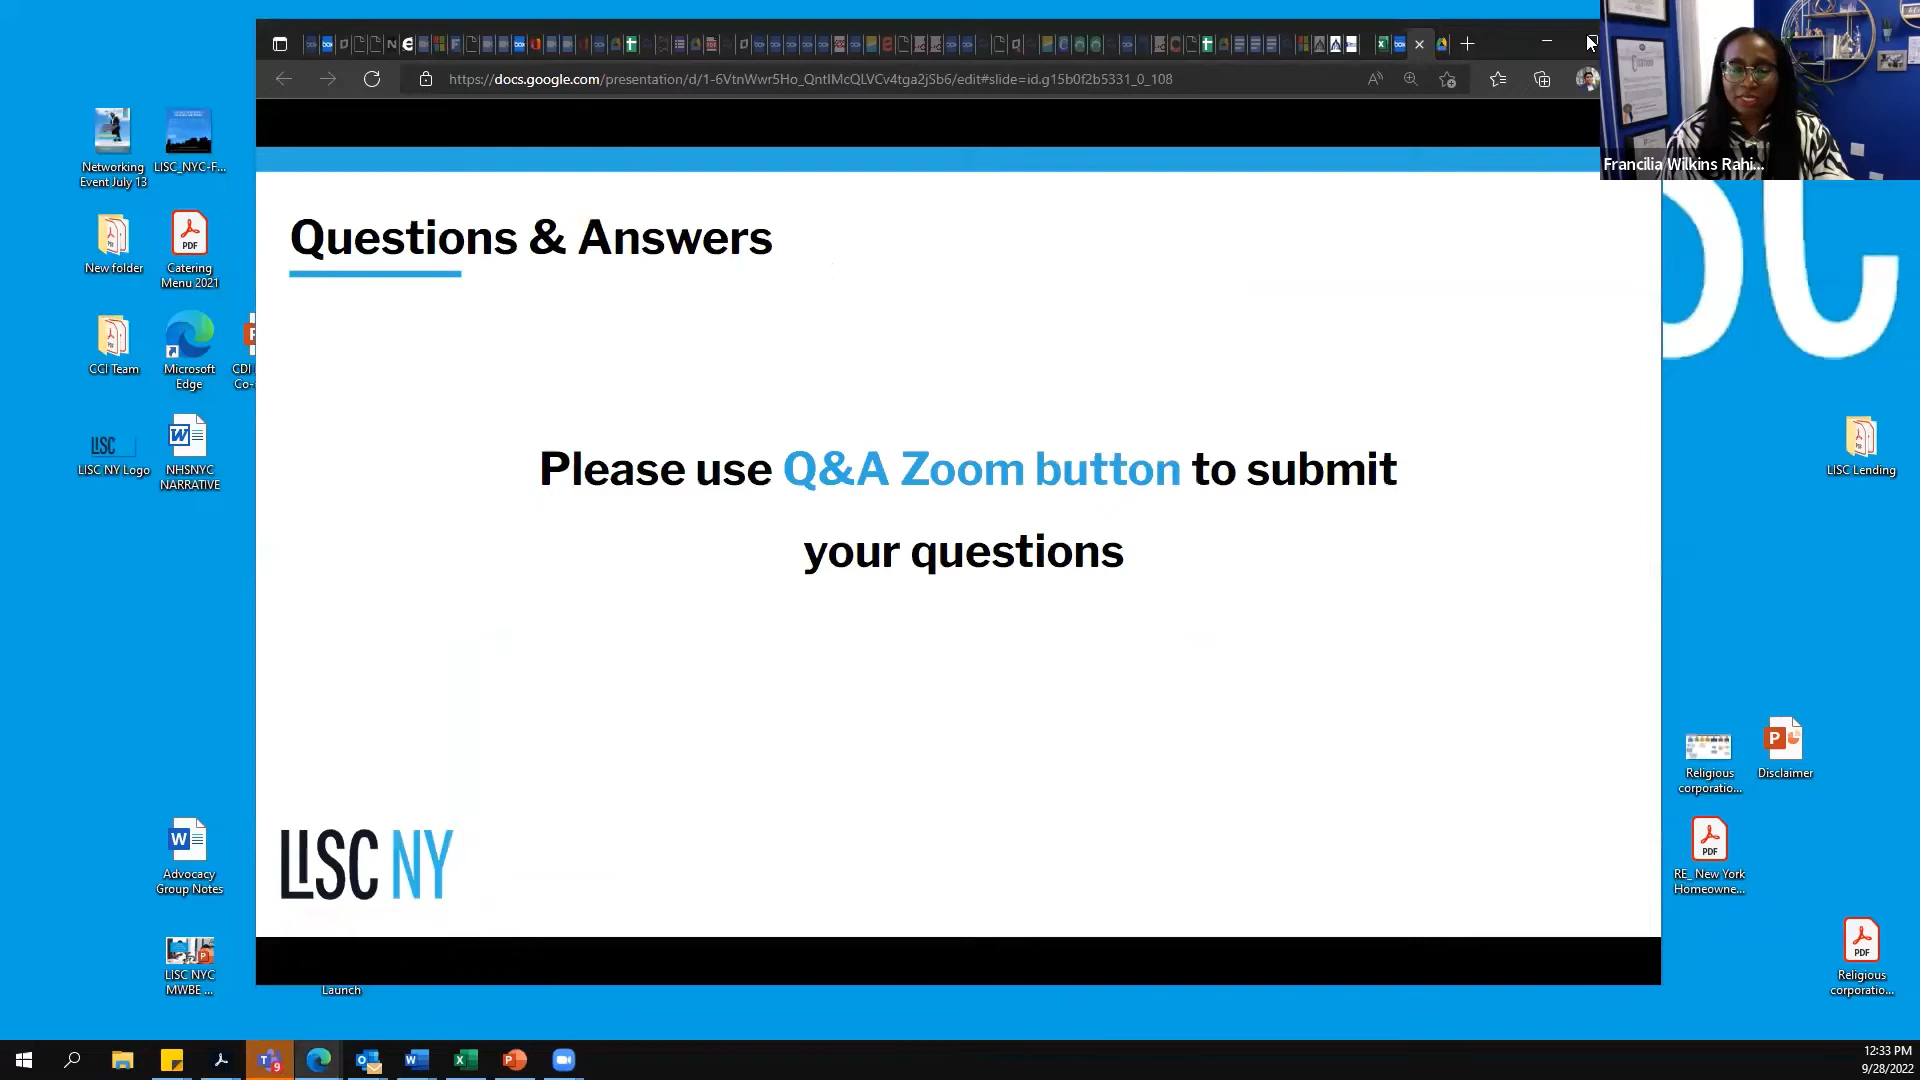 https://docs.google.com/presentation/d/1-6VtnWwr5Ho_QntIMcQLVCv4tga2jSb6/edit#slide=id.g15b0f2b5331_0_108
Francilia Wilkins Rahi...
Networking
Event July 13
LISC_NYC-F...
New folder
Catering
Menu 2021
CCI Team
Microsoft
Edge
CDI
Co-
LISC NY Logo
NHSNYC
NARRATIVE
Questions & Answers
Please use Q&A Zoom button to submit
your questions
LISC NY
LISC Lending
Religious
corporatio...
Disclaimer
RE_ New York
Homeowne...
Advocacy
Group Notes
LISC NYC
MWBE ...
Launch
Religious
corporatio...
12:33 PM
9/28/2022